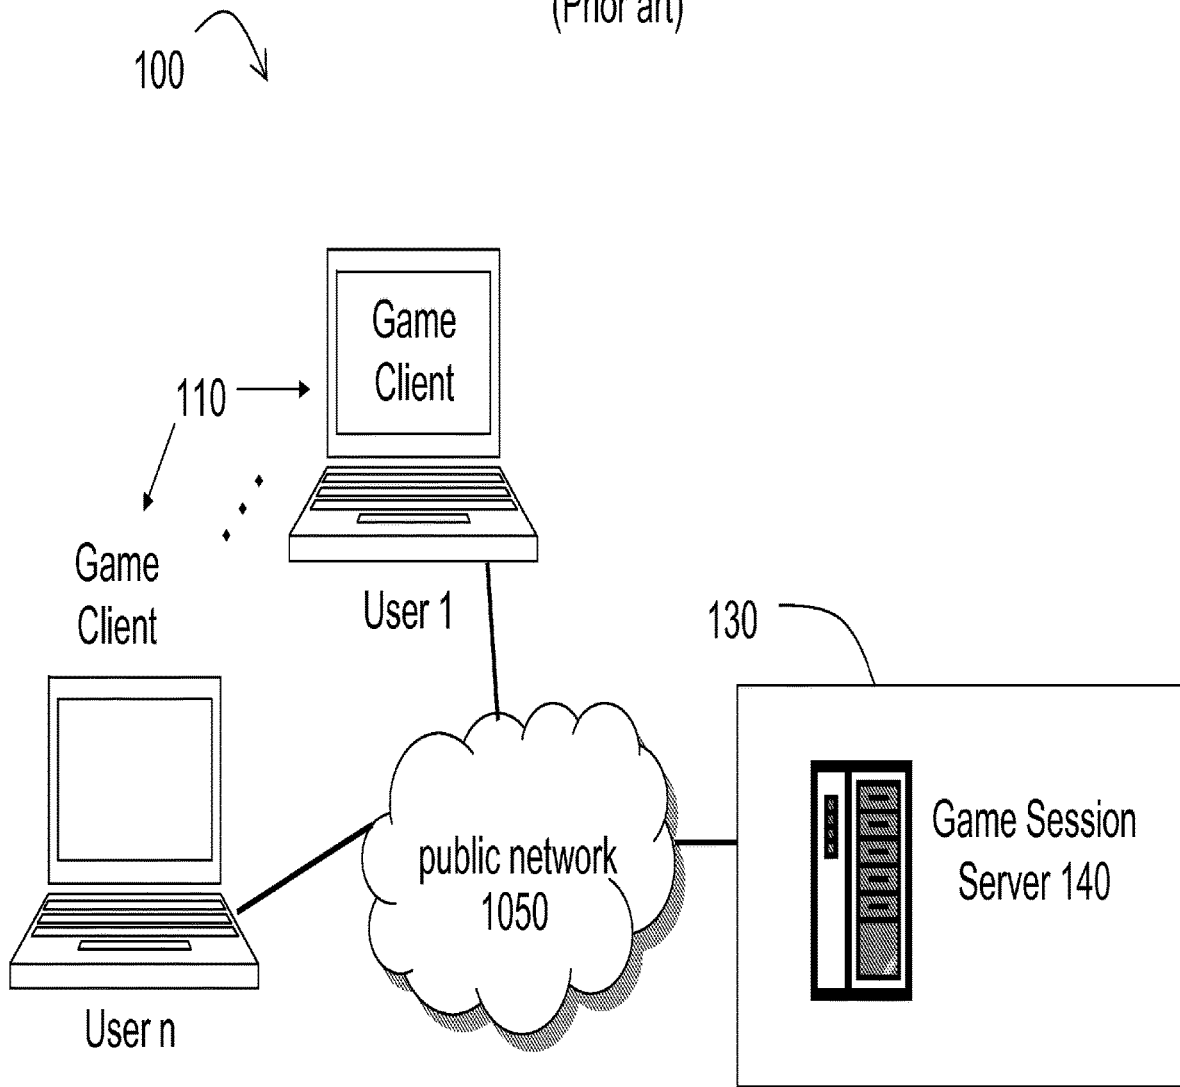 (Prior art)
100
Game
Client
110
Game
Client
User 1
130
public network
1050
Game Session
Server 140
User n